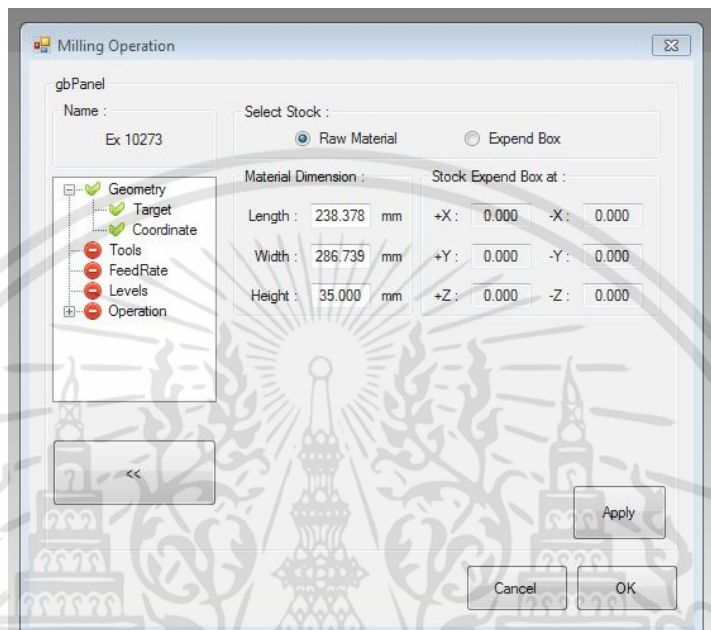 Milling Operation
gbPanel
Name :
Ex 10273
Select Stock :
Raw Material Expend Box
Geometry
Target
Coordinate
Tools
FeedRate
Levels
Operation
Material Dimension :
Length : 238.378 mm
Width : 286.739 mm
Height : 35.000 mm
Stock Expend Box at :
+X : 0.000 -X : 0.000
+Y : 0.000 -Y : 0.000
+Z : 0.000 -Z : 0.000
<<
Apply
Cancel OK